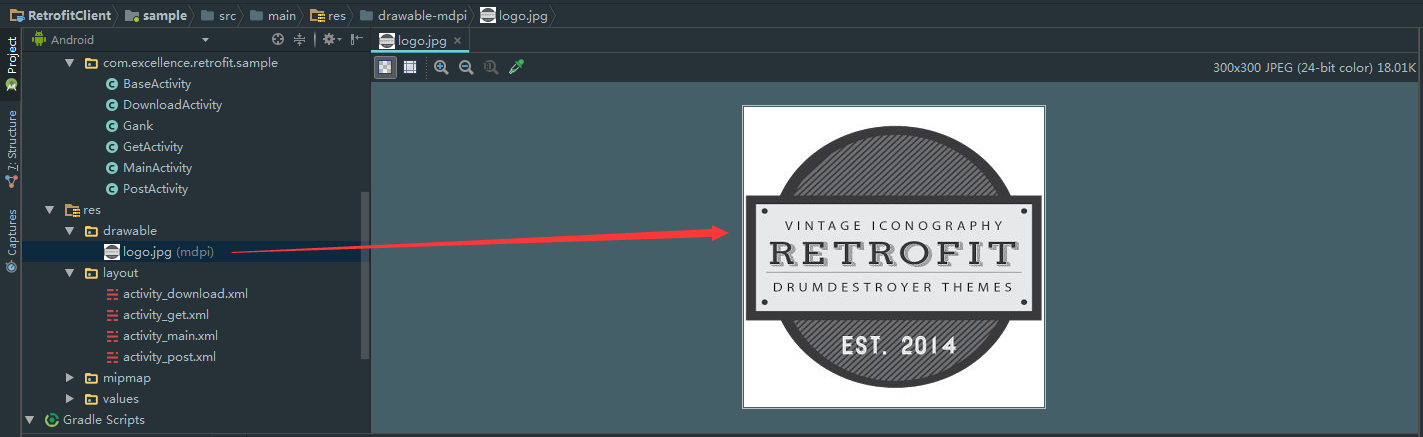 RetrofitClient sample src main res drawable-mdpi logo.jpg
Project
7: Structure
Captures
Android
com.excellence.retrofit.sample
BaseActivity
DownloadActivity
Gank
GetActivity
MainActivity
PostActivity
res
drawable
logo.jpg (mdpi)
layout
activity_download.xml
activity_get.xml
activity_main.xml
activity_post.xml
mipmap
values
Gradle Scripts
logo.jpg
300x300 JPEG (24-bit color) 18.01K
VINTAGE ICONOGRAPHY
RETROFIT
DRUMDESTROYER THEMES
EST. 2014